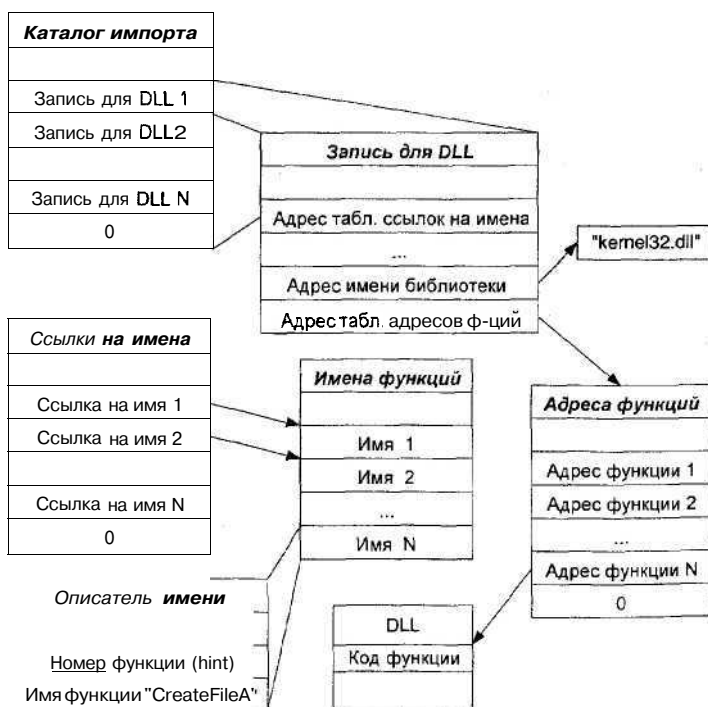 Каталог импорта
Запись для DLL 1
Запись для DLL2
Запись для DLL N
0
Запись для DLL
Адрес табл. ссылок на имена
...
Адрес имени библиотеки
Адрес табл. адресов ф-ций
"kernel32.dll"
Ссылки на имена
Ссылка на имя 1
Ссылка на имя 2
Ссылка на имя N
0
Имена функций
Имя 1
Имя 2
...
Имя N
Адреса функций
Адрес функции 1
Адрес функции 2
...
Адрес функции N
0
Описатель имени
Номер функции (hint)
Имя функции "CreateFileA"
DLL
Код функции